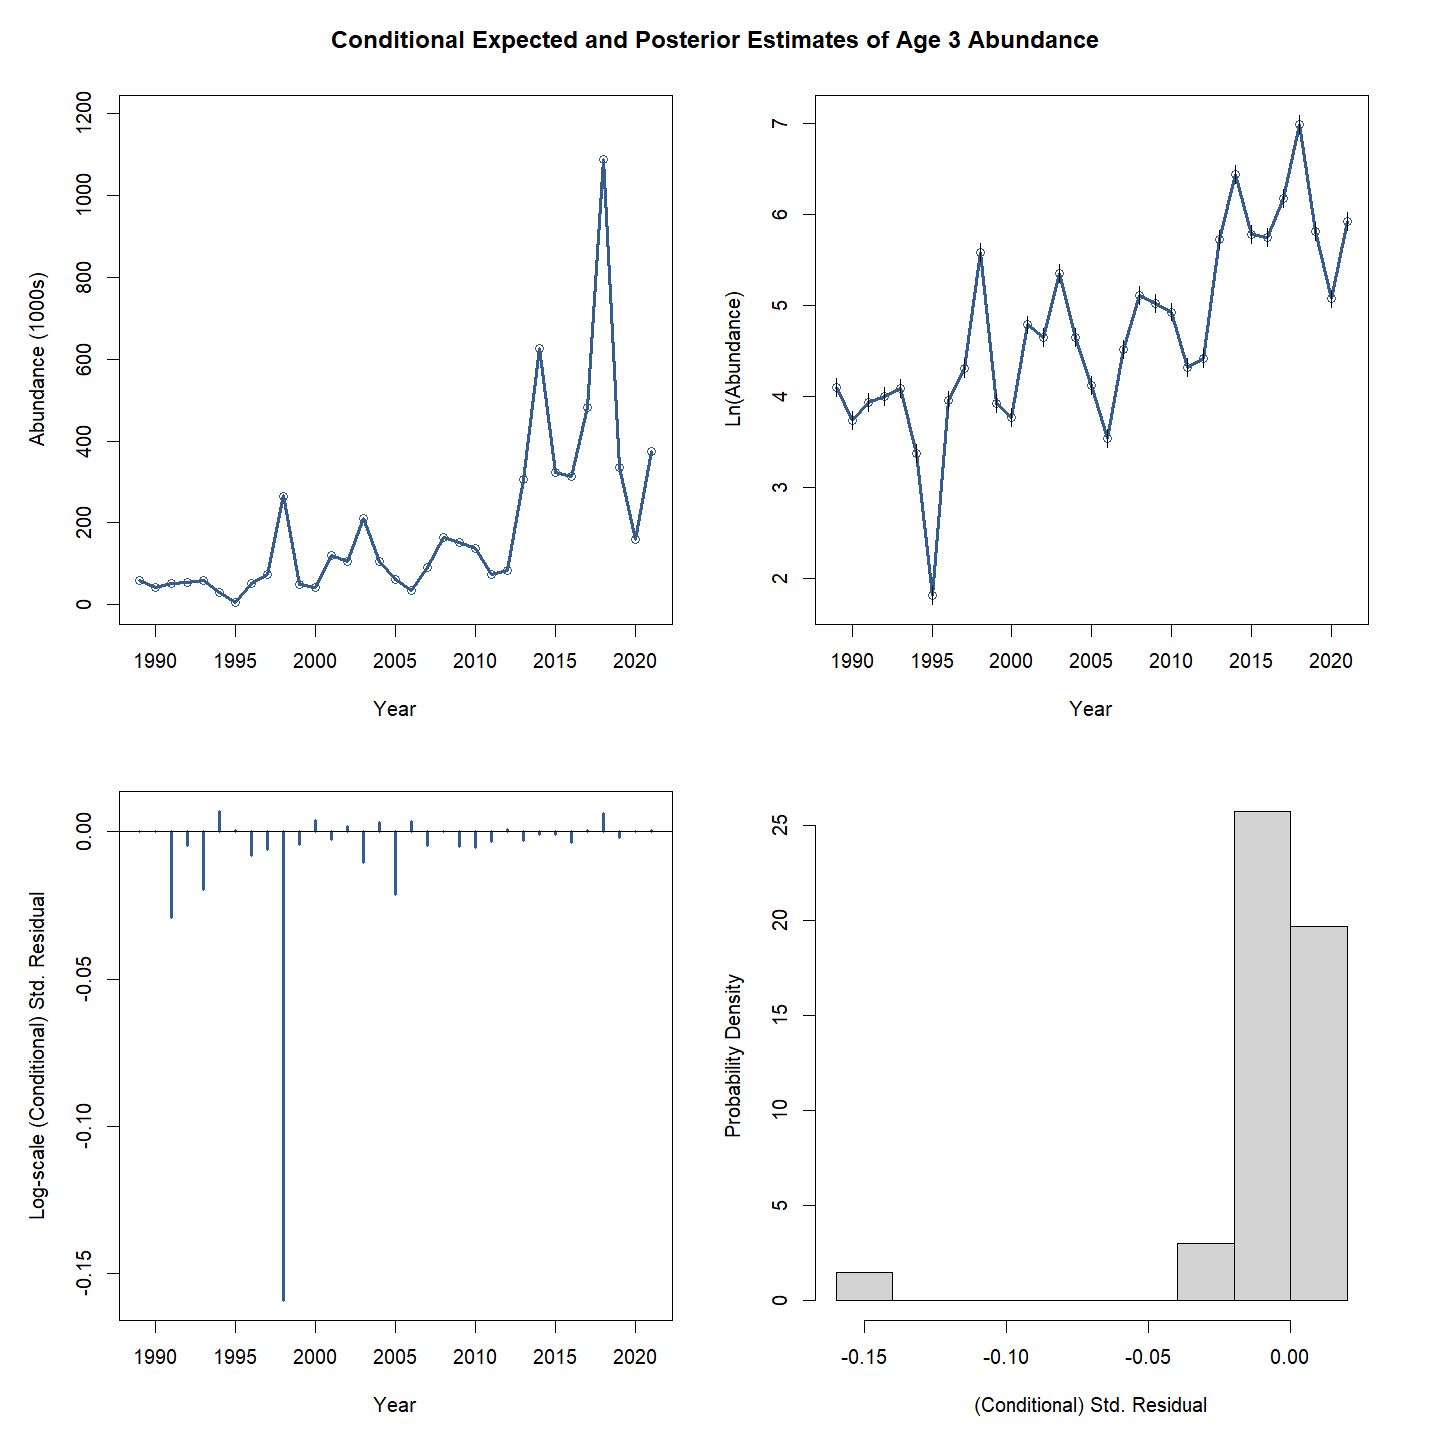 Conditional Expected and Posterior Estimates of Age 3 Abundance
Abundance (1000s)
1200
1000
800
600
400
200
0
1990 1995 2000 2005 2010 2015 2020
Year
Ln(Abundance)
7
6
5
4
3
2
1990 1995 2000 2005 2010 2015 2020
Year
Log-scale (Conditional) Std. Residual
0.00
-0.05
-0.10
-0.15
1990 1995 2000 2005 2010 2015 2020
Year
Probability Density
25
20
15
10
5
0
-0.15 -0.10 -0.05 0.00
(Conditional) Std. Residual